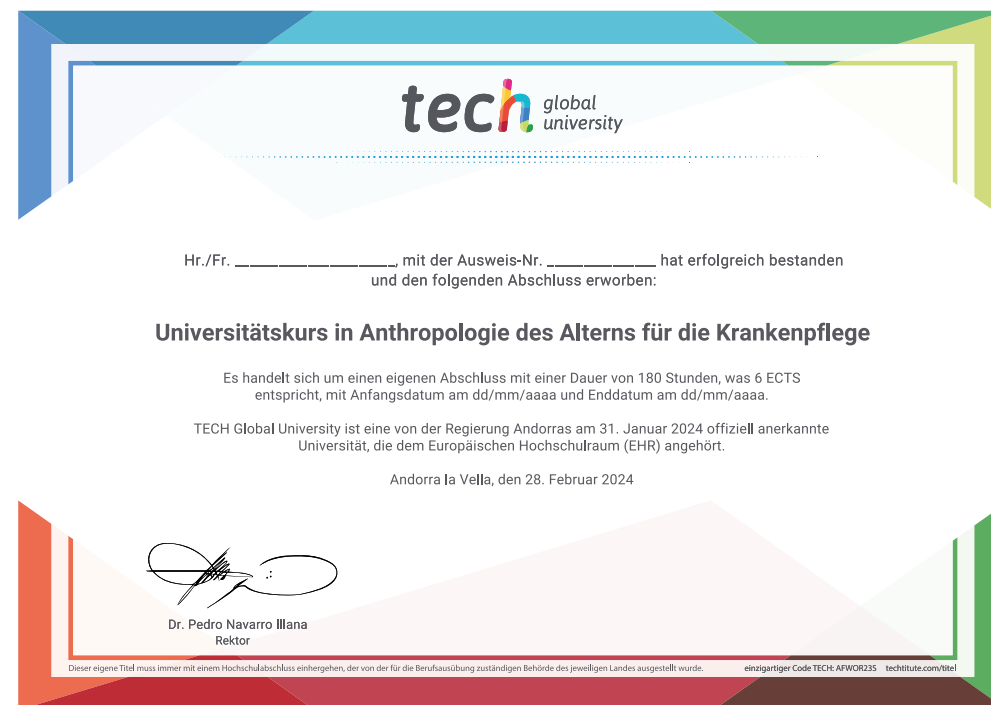 tech global university
Hr./Fr. ____________________, mit der Ausweis-Nr. ______________ hat erfolgreich bestanden
und den folgenden Abschluss erworben:
Universitätskurs in Anthropologie des Alterns für die Krankenpflege
Es handelt sich um einen eigenen Abschluss mit einer Dauer von 180 Stunden, was 6 ECTS
entspricht, mit Anfangsdatum am dd/mm/aaaa und Enddatum am dd/mm/aaaa.
TECH Global University ist eine von der Regierung Andorras am 31. Januar 2024 offiziell anerkannte
Universität, die dem Europäischen Hochschulraum (EHR) angehört.
Andorra la Vella, den 28. Februar 2024
Dr. Pedro Navarro Illana
Rektor
Dieser eigene Titel muss immer mit einem Hochschulabschluss einhergehen, der von der für die Berufsausübung zuständigen Behörde des jeweiligen Landes ausgestellt wurde. einzigartiger Code TECH: AFWOR23S techtitute.com/titel